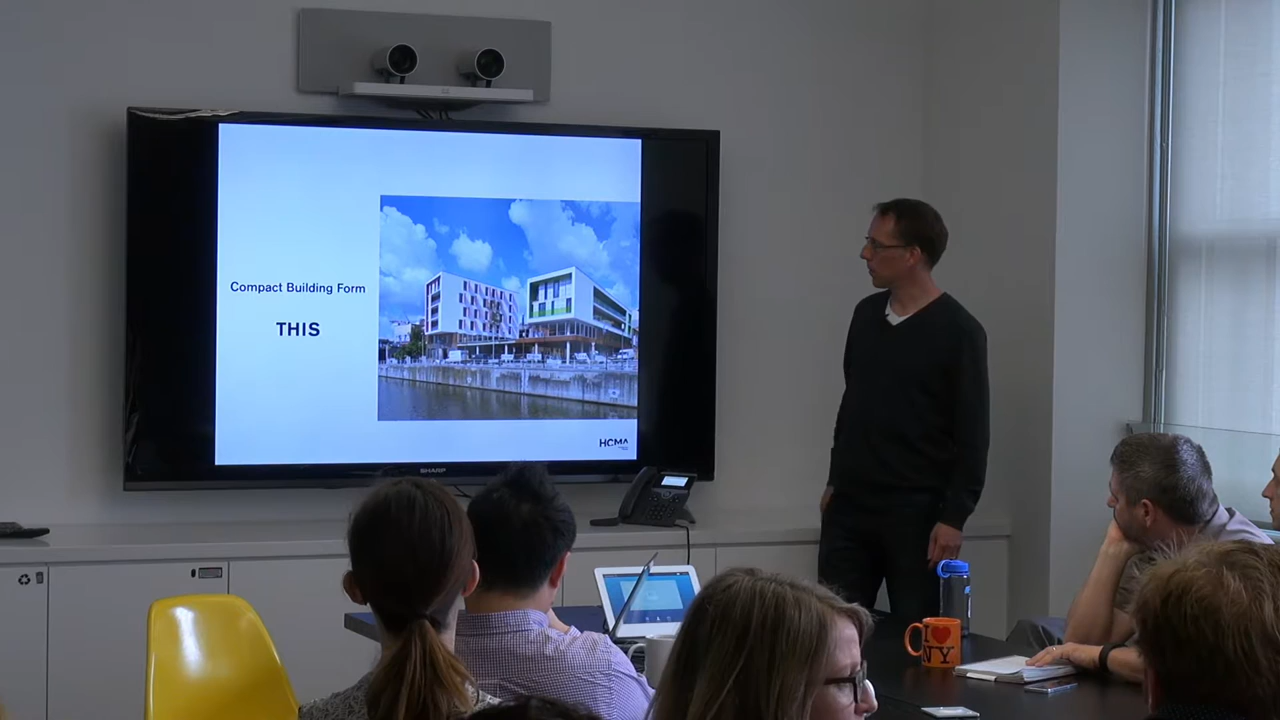 Compact Building Form
THIS
HCMA
SHARP
I ♥
NY